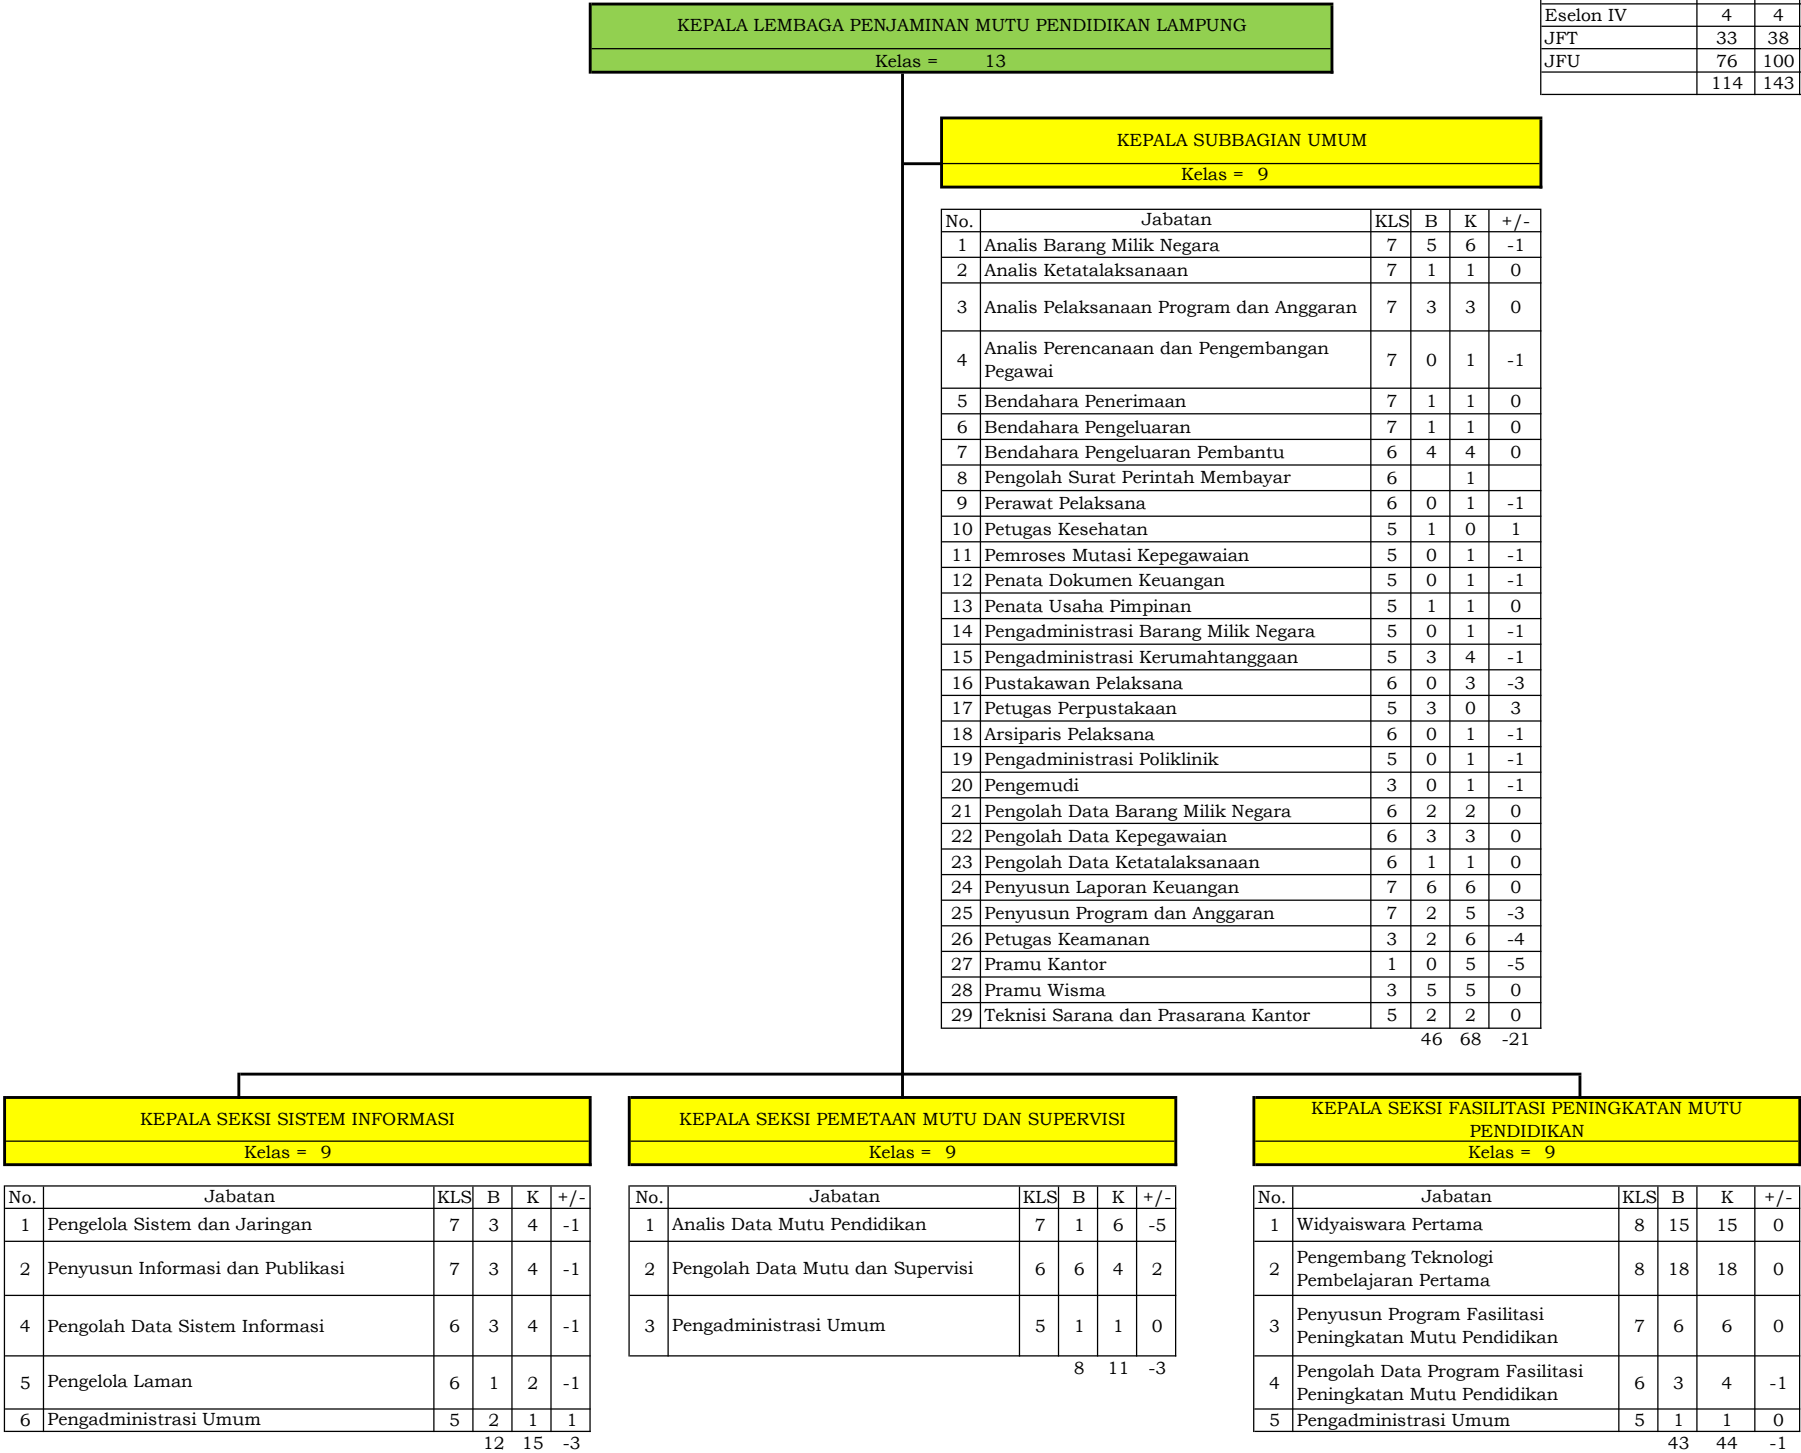 KEPALA LEMBAGA PENJAMINAN MUTU PENDIDIKAN LAMPUNG
Kelas = 13
Eselon IV 4 4
JFT 33 38
JFU 76 100
114 143
KEPALA SUBBAGIAN UMUM
Kelas = 9
No. Jabatan KLS B K +/-
1 Analis Barang Milik Negara 7 5 6 -1
2 Analis Ketatalaksanaan 7 1 1 0
3 Analis Pelaksanaan Program dan Anggaran 7 3 3 0
4 Analis Perencanaan dan Pengembangan
Pegawai 7 0 1 -1
5 Bendahara Penerimaan 7 1 1 0
6 Bendahara Pengeluaran 7 1 1 0
7 Bendahara Pengeluaran Pembantu 6 4 4 0
8 Pengolah Surat Perintah Membayar 6 1
9 Perawat Pelaksana 6 0 1 -1
10 Petugas Kesehatan 5 1 0 1
11 Pemroses Mutasi Kepegawaian 5 0 1 -1
12 Penata Dokumen Keuangan 5 0 1 -1
13 Penata Usaha Pimpinan 5 1 1 0
14 Pengadministrasi Barang Milik Negara 5 0 1 -1
15 Pengadministrasi Kerumahtanggaan 5 3 4 -1
16 Pustakawan Pelaksana 6 0 3 -3
17 Petugas Perpustakaan 5 3 0 3
18 Arsiparis Pelaksana 6 0 1 -1
19 Pengadministrasi Poliklinik 5 0 1 -1
20 Pengemudi 3 0 1 -1
21 Pengolah Data Barang Milik Negara 6 2 2 0
22 Pengolah Data Kepegawaian 6 3 3 0
23 Pengolah Data Ketatalaksanaan 6 1 1 0
24 Penyusun Laporan Keuangan 7 6 6 0
25 Penyusun Program dan Anggaran 7 2 5 -3
26 Petugas Keamanan 3 2 6 -4
27 Pramu Kantor 1 0 5 -5
28 Pramu Wisma 3 5 5 0
29 Teknisi Sarana dan Prasarana Kantor 5 2 2 0
46 68 -21
KEPALA SEKSI SISTEM INFORMASI
Kelas = 9
No. Jabatan KLS B K +/-
1 Pengelola Sistem dan Jaringan 7 3 4 -1
2 Penyusun Informasi dan Publikasi 7 3 4 -1
4 Pengolah Data Sistem Informasi 6 3 4 -1
5 Pengelola Laman 6 1 2 -1
6 Pengadministrasi Umum 5 2 1 1
12 15 -3
KEPALA SEKSI PEMETAAN MUTU DAN SUPERVISI
Kelas = 9
No. Jabatan KLS B K +/-
1 Analis Data Mutu Pendidikan 7 1 6 -5
2 Pengolah Data Mutu dan Supervisi 6 6 4 2
3 Pengadministrasi Umum 5 1 1 0
8 11 -3
KEPALA SEKSI FASILITASI PENINGKATAN MUTU
PENDIDIKAN
Kelas = 9
No. Jabatan KLS B K +/-
1 Widyaiswara Pertama 8 15 15 0
2 Pengembang Teknologi
Pembelajaran Pertama 8 18 18 0
3 Penyusun Program Fasilitasi
Peningkatan Mutu Pendidikan 7 6 6 0
4 Pengolah Data Program Fasilitasi
Peningkatan Mutu Pendidikan 6 3 4 -1
5 Pengadministrasi Umum 5 1 1 0
43 44 -1